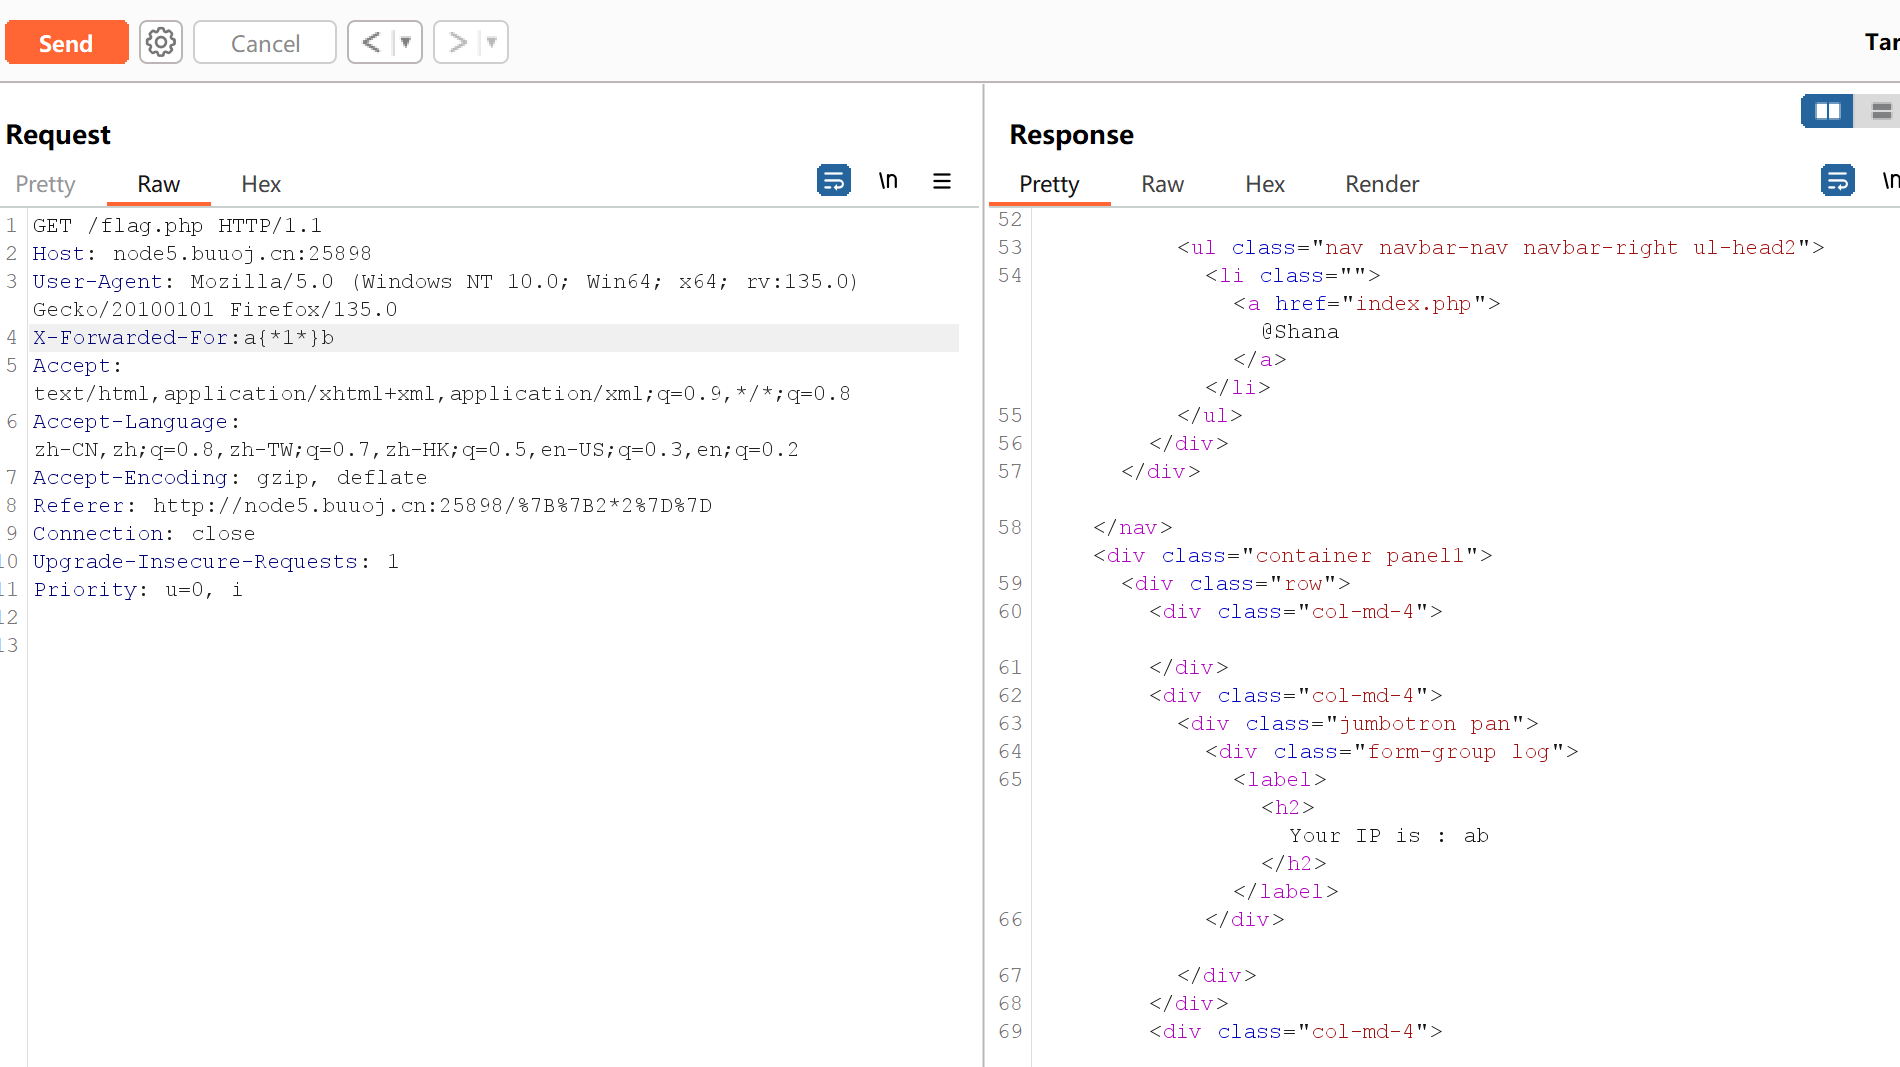 Send
Cancel
<
>
Tar
Request
Response
Pretty Raw Hex
\n
Pretty Raw Hex Render
\n
1 GET /flag.php HTTP/1.1
2 Host: node5.buuoj.cn:25898
3 User-Agent: Mozilla/5.0 (Windows NT 10.0; Win64; x64; rv:135.0)
Gecko/20100101 Firefox/135.0
4 X-Forwarded-For:a{*1*}b
5 Accept:
text/html,application/xhtml+xml,application/xml;q=0.9,*/*;q=0.8
6 Accept-Language:
zh-CN,zh;q=0.8,zh-TW;q=0.7,zh-HK;q=0.5,en-US;q=0.3,en;q=0.2
7 Accept-Encoding: gzip, deflate
8 Referer: http://node5.buuoj.cn:25898/%7B%7B2*2%7D%7D
9 Connection: close
10 Upgrade-Insecure-Requests: 1
11 Priority: u=0, i
12
13
52
53 <ul class="nav navbar-nav navbar-right ul-head2">
54 <li class="">
<a href="index.php">
@Shana
</a>
</li>
55 </ul>
56 </div>
57 </div>
58 </nav>
<div class="container panel1">
59 <div class="row">
60 <div class="col-md-4">
61 </div>
62 <div class="col-md-4">
63 <div class="jumbotron pan">
64 <div class="form-group log">
65 <label>
<h2>
Your IP is : ab
</h2>
</label>
66 </div>
67 </div>
68 </div>
69 <div class="col-md-4">